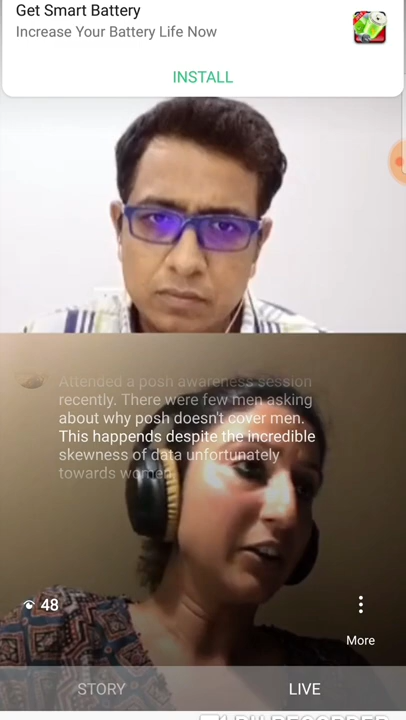 Get Smart Battery
Increase Your Battery Life Now
INSTALL
Attended a posh awareness session
recently. There were few men asking
about why posh doesn't cover men.
This happends despite the incredible
skewness of data unfortunately
towards women
48
More
STORY
LIVE
RECORDER